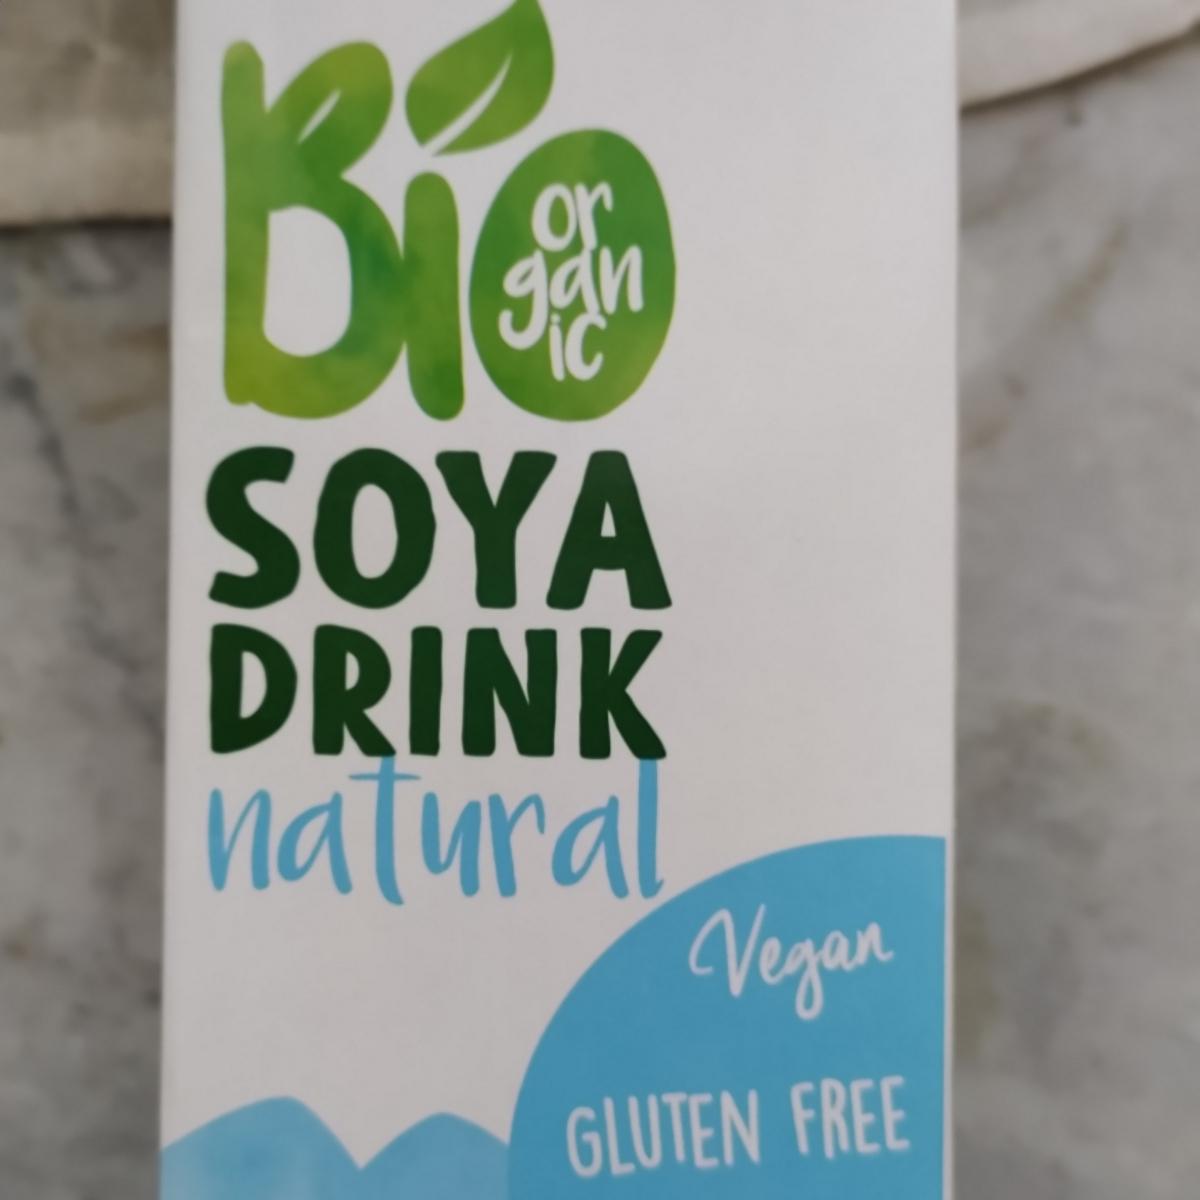 Bio
or
gan
ic
SOYA
DRINK
natural
Vegan
GLUTEN FREE